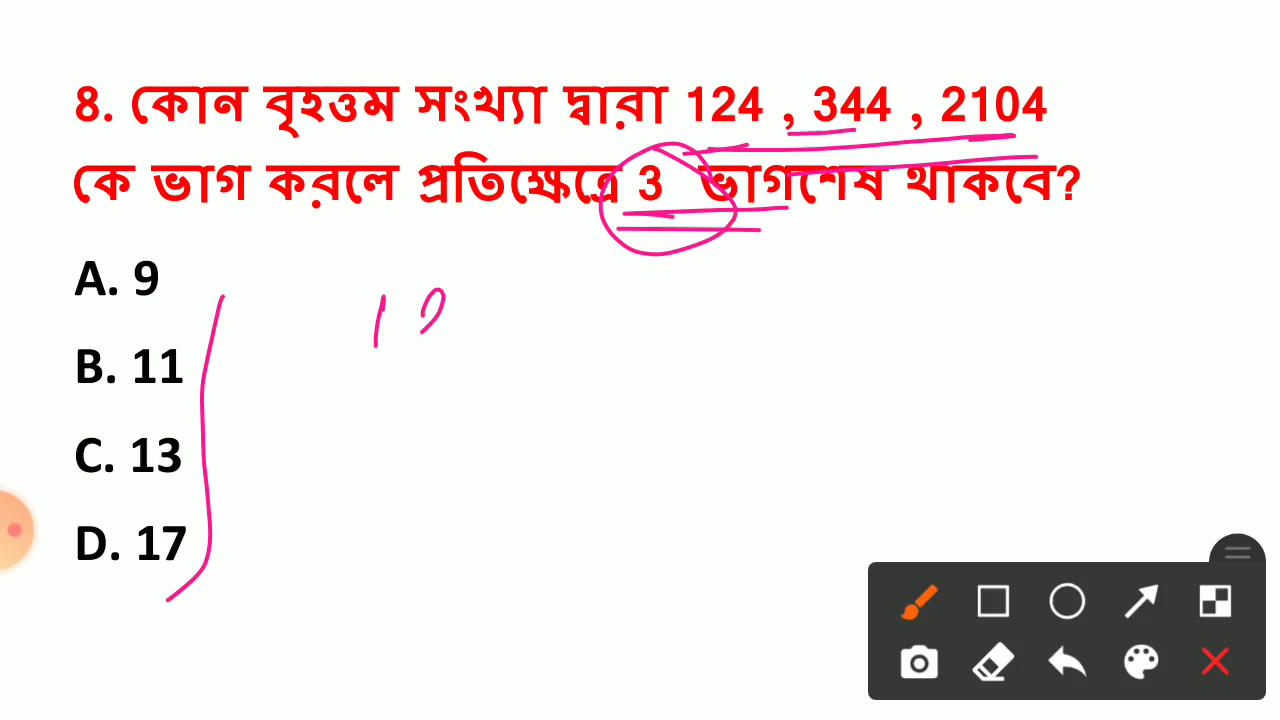 8. কোন বৃহত্তম সংখ্যা দ্বারা 124 , 344 , 2104
কে ভাগ করলে প্রতিক্ষেত্রে 3 ভাগশেষ থাকবে?
A. 9
B. 11
C. 13
D. 17